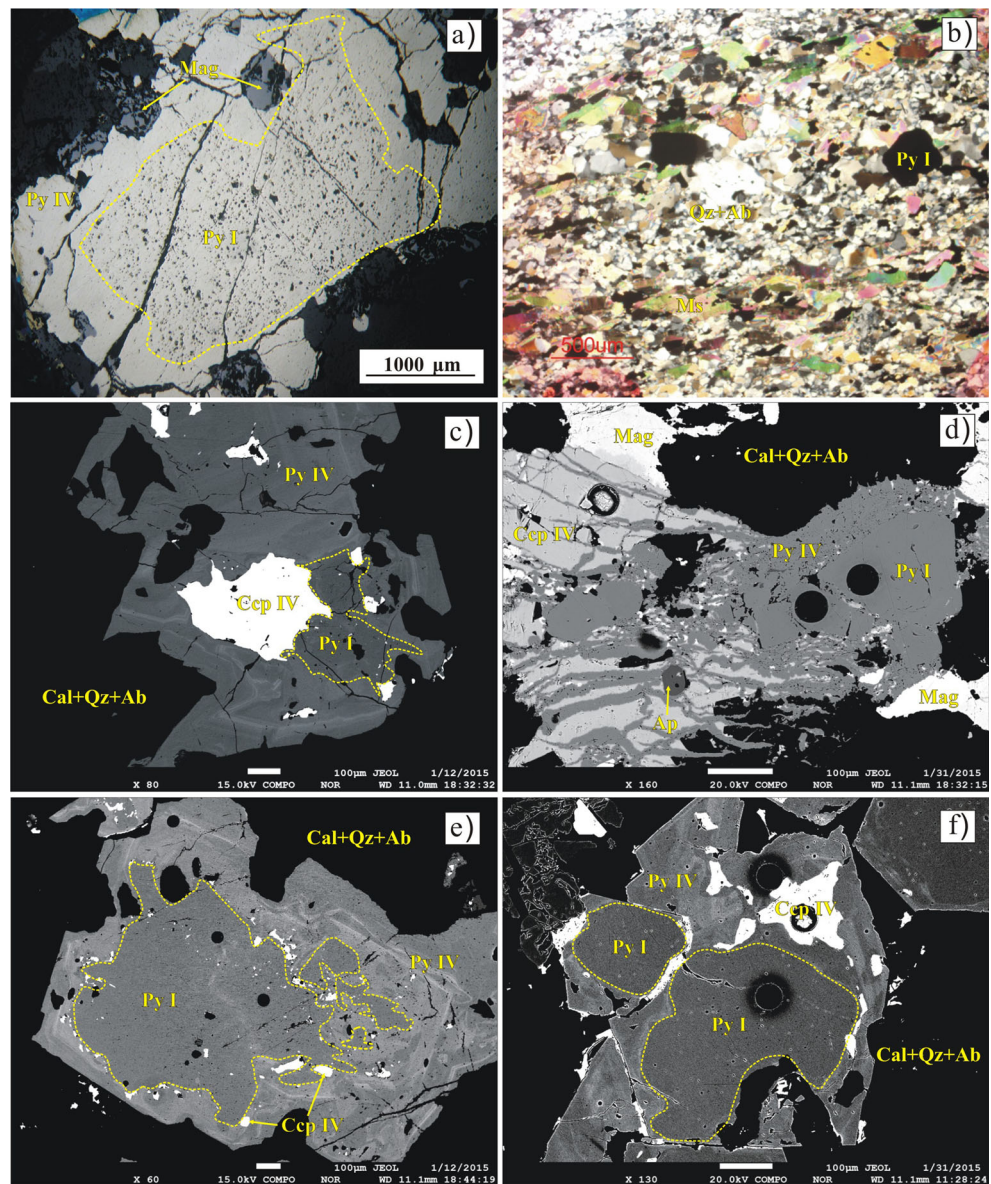 a)
Mag
Py IV
Py I
1000 μm
b)
Py I
Qz+Ab
Ms
500μm
c)
Py IV
Ccp IV
Py I
Cal+Qz+Ab
100μm JEOL 1/12/2015
X 80 15.0kV COMPO NOR WD 11.0mm 18:32:32
d)
Mag
Cal+Qz+Ab
Ccp IV
Py IV
Py I
Ap
Mag
100μm JEOL 1/31/2015
X 160 20.0kV COMPO NOR WD 11.1mm 18:32:15
e)
Cal+Qz+Ab
Py IV
Py I
Ccp IV
100μm JEOL 1/12/2015
X 60 15.0kV COMPO NOR WD 11.1mm 18:44:19
f)
Py IV
Ccp IV
Py I
Py I
Cal+Qz+Ab
100μm JEOL 1/31/2015
X 130 20.0kV COMPO NOR WD 11.1mm 11:28:24